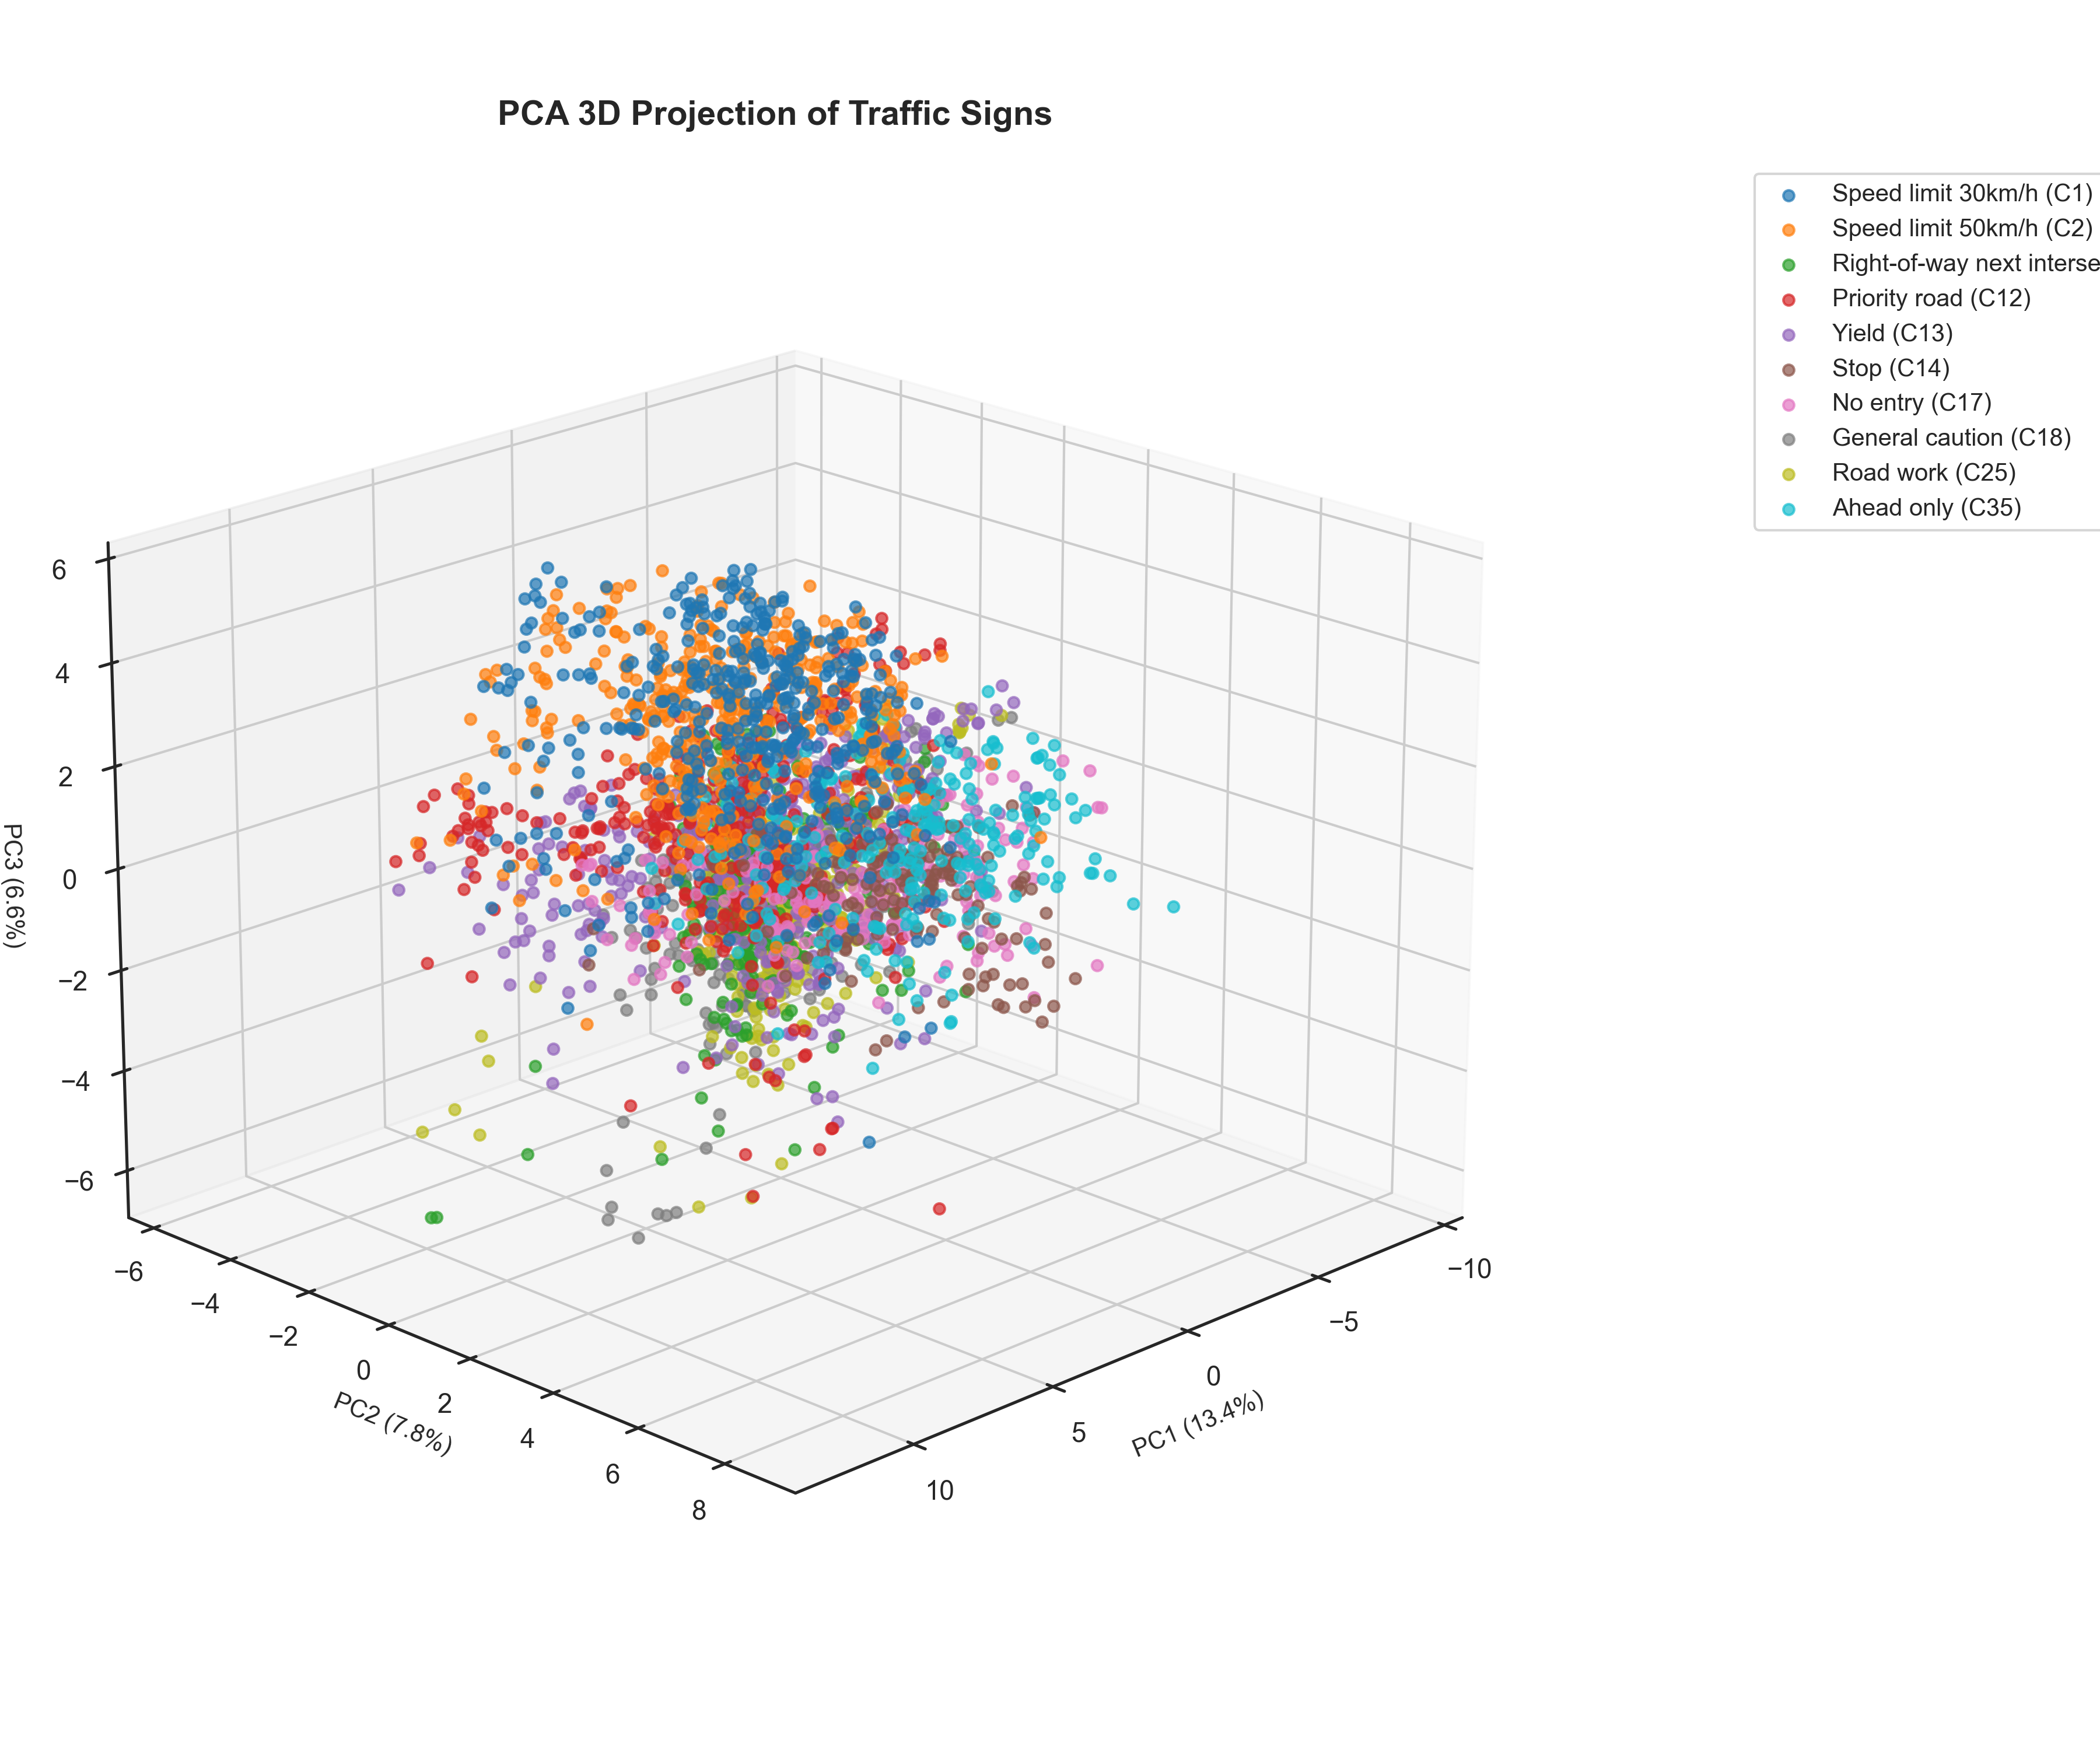 PCA 3D Projection of Traffic Signs
Speed limit 30km/h (C1)
Speed limit 50km/h (C2)
Right-of-way next interse
Priority road (C12)
Yield (C13)
Stop (C14)
No entry (C17)
General caution (C18)
Road work (C25)
Ahead only (C35)
6
4
2
0
−2
−4
−6
PC3 (6.6%)
−6
−4
−2
0
2
4
6
8
PC2 (7.8%)
−10
−5
0
5
10
PC1 (13.4%)